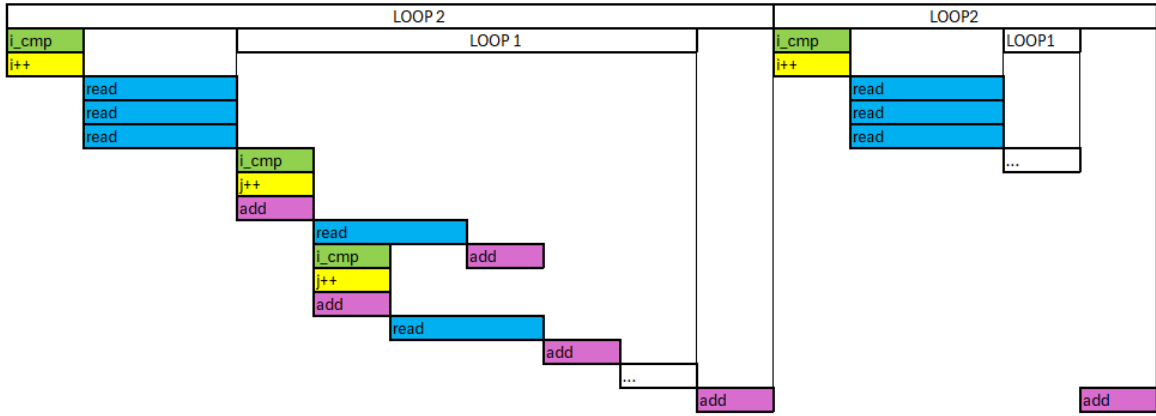 LOOP 2 LOOP2
i_cmp LOOP 1 i_cmp LOOP1
i++ i++
read read
read read
read read
i_cmp ...
j++
add
read
i_cmp add
j++
add
read
add
...
add add